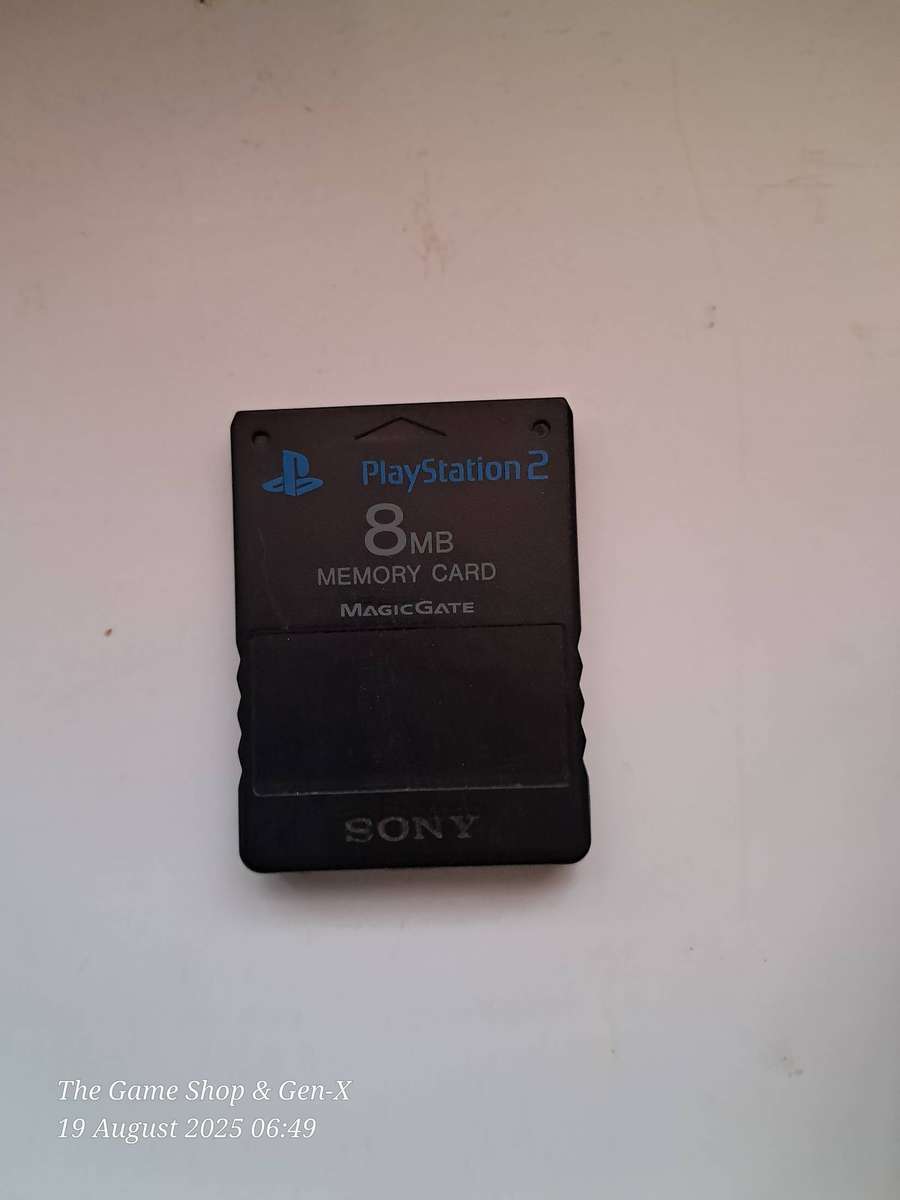 PlayStation 2
8MB
MEMORY CARD
MAGICGATE
SONY
The Game Shop & Gen-X
19 August 2025 06:49